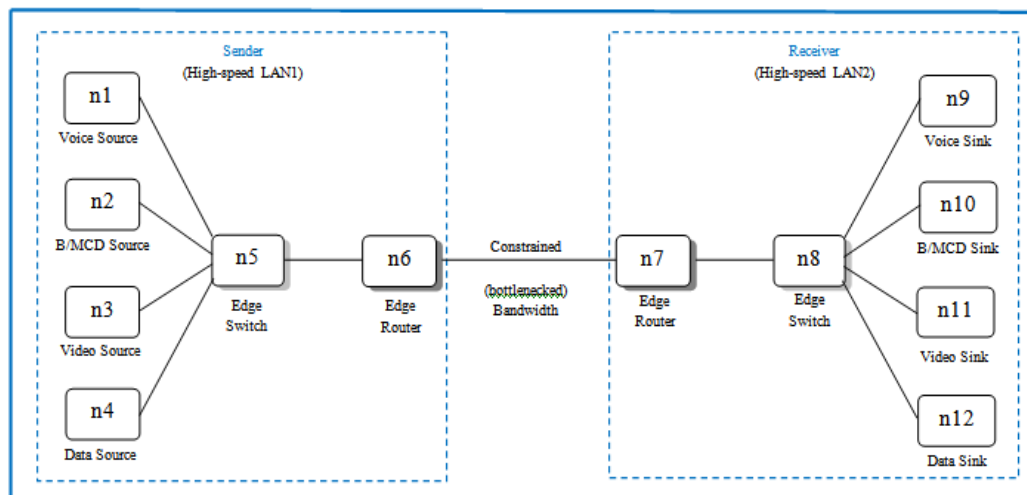 Sender
(High-speed LAN1)
n1
Voice Source
n2
B/MCD Source
n3
Video Source
n4
Data Source
n5
Edge
Switch
n6
Edge
Router
Constrained
(bottlenecked)
Bandwidth
Receiver
(High-speed LAN2)
n7
Edge
Router
n8
Edge
Switch
n9
Voice Sink
n10
B/MCD Sink
n11
Video Sink
n12
Data Sink